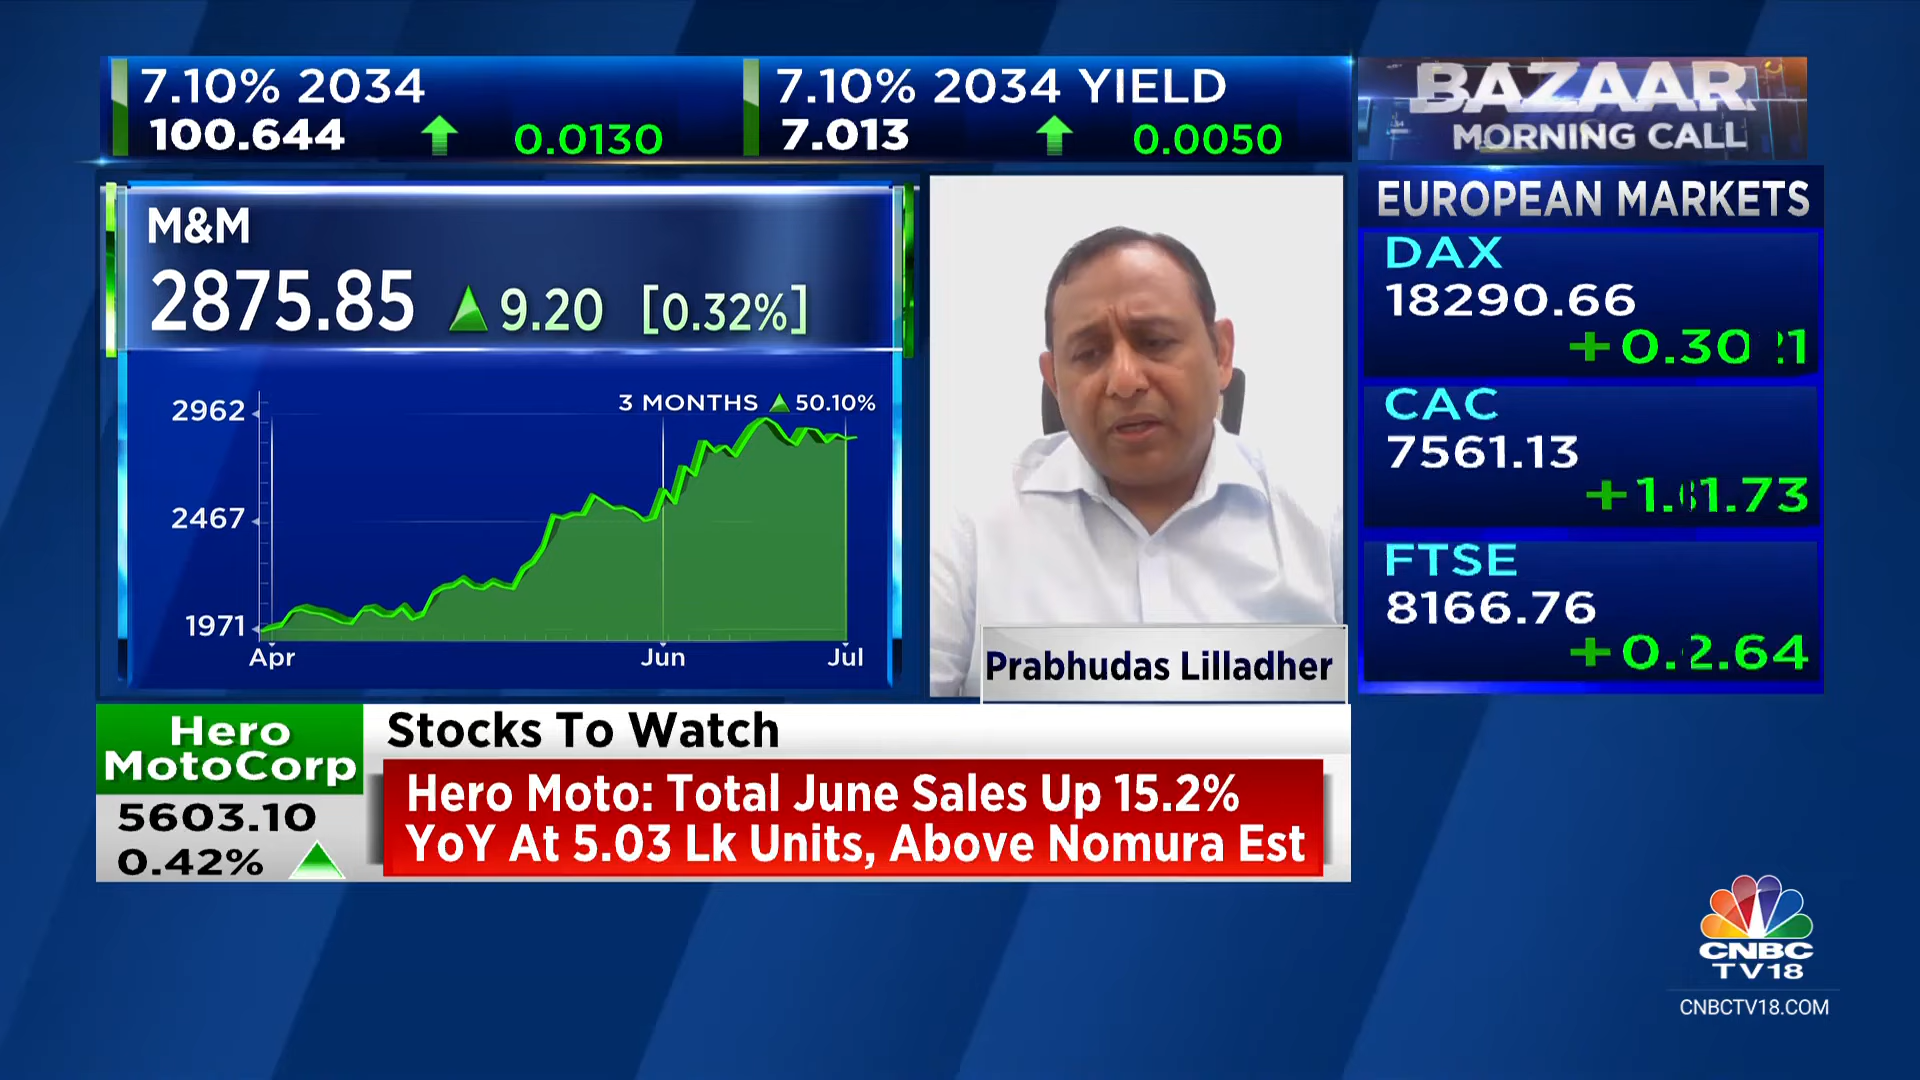 7.10% 2034
100.644 0.0130
7.10% 2034 YIELD
7.013 0.0050
BAZAAR
MORNING CALL
M&M
2875.85 9.20 [0.32%]
3 MONTHS 50.10%
2962
2467
1971
Apr Jun Jul
Prabhudas Lilladher
EUROPEAN MARKETS
DAX
18290.66
+0.30
CAC
7561.13
FTSE
8166.76
Hero
MotoCorp
5603.10
0.42%
Stocks To Watch
Hero Moto: Total June Sales Up 15.2%
YoY At 5.03 Lk Units, Above Nomura Est
CNBC
TV18
CNBCTV18.COM